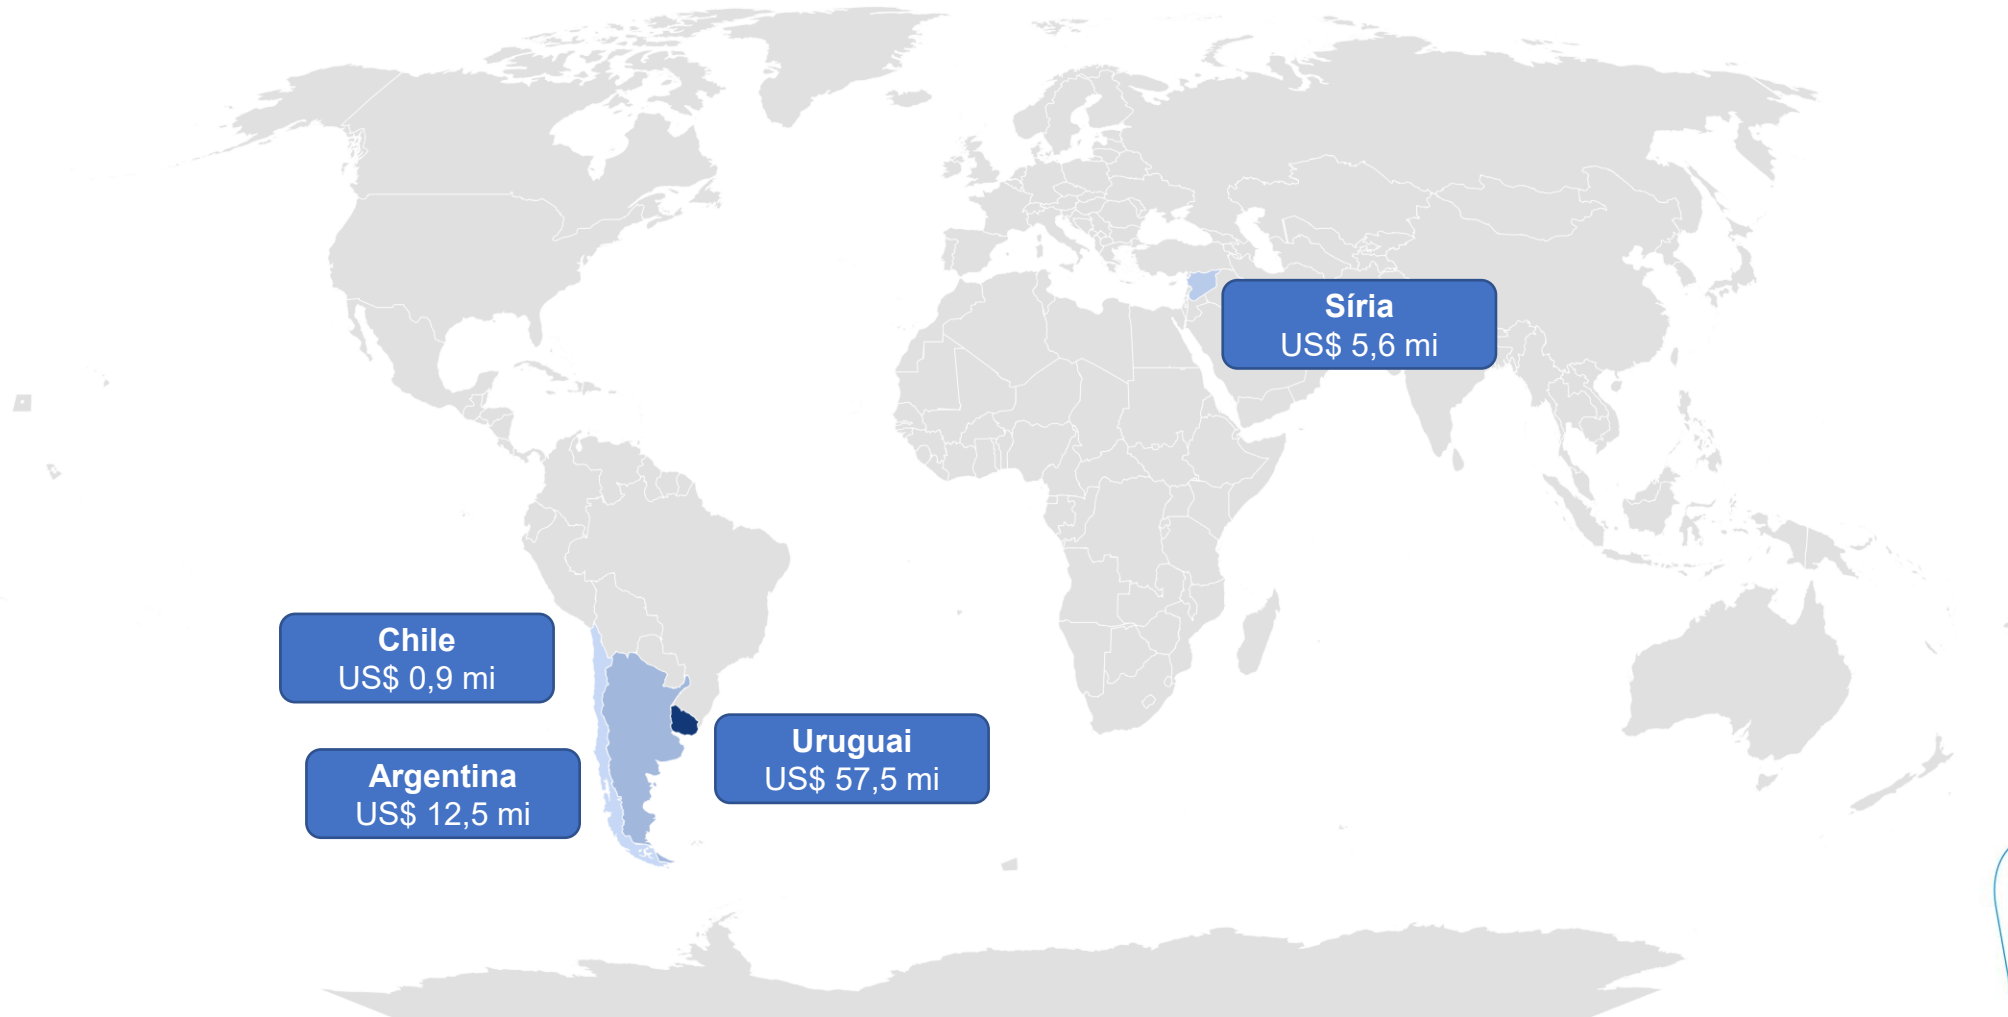 Síria
US$ 5,6 mi
Chile
US$ 0,9 mi
Uruguai
US$ 57,5 mi
Argentina
US$ 12,5 mi